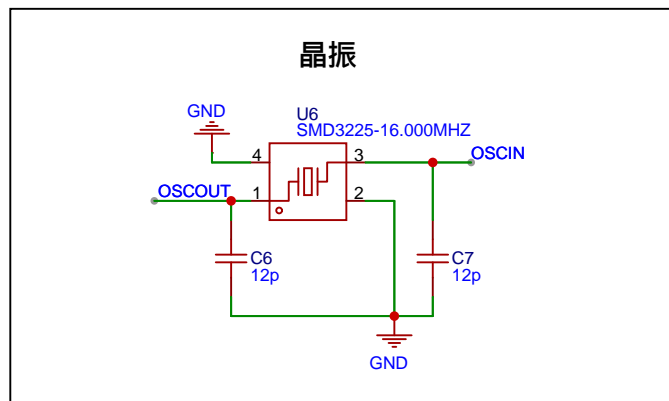 晶振
GND
U6
SMD3225-16.000MHZ
4
3
OSCIN
OSCOUT
1
2
C6
12p
C7
12p
GND